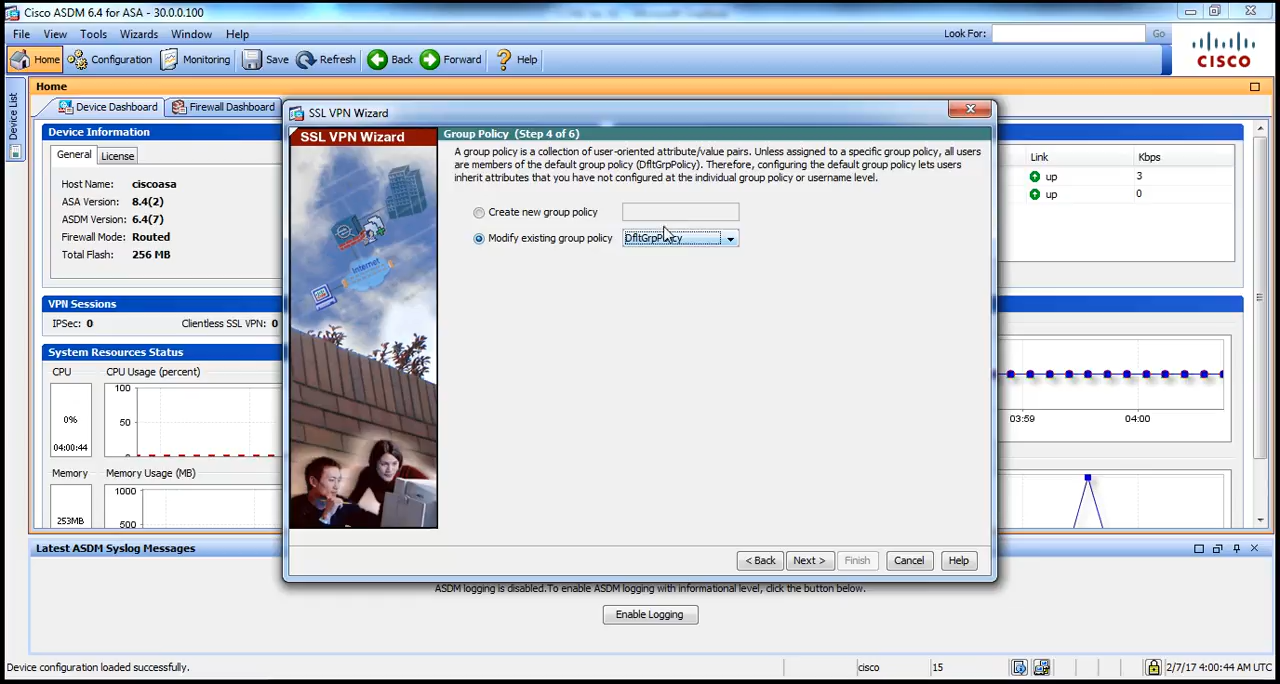 Cisco ASDM 6.4 for ASA - 30.0.0.100
File View Tools Wizards Window Help
Look For: Go
Home Configuration Monitoring Save Refresh Back Forward Help
CISCO
Device List
Home
Device Dashboard Firewall Dashboard
Device Information
General License
Host Name: ciscoasa
ASA Version: 8.4(2)
ASDM Version: 6.4(7)
Firewall Mode: Routed
Total Flash: 256 MB
VPN Sessions
IPSec: 0 Clientless SSL VPN: 0
System Resources Status
CPU CPU Usage (percent)
100
50
0%
04:00:44
Memory Memory Usage (MB)
1000
500
253MB
Link Kbps
up 3
up 0
03:59 04:00
SSL VPN Wizard
SSL VPN Wizard
Internet
Group Policy (Step 4 of 6)
A group policy is a collection of user-oriented attribute/value pairs. Unless assigned to a specific group policy, all users
are members of the default group policy (DfltGrpPolicy). Therefore, configuring the default group policy lets users
inherit attributes that you have not configured at the individual group policy or username level.
Create new group policy
Modify existing group policy DfltGrpPolicy
< Back Next > Finish Cancel Help
Latest ASDM Syslog Messages
ASDM logging is disabled.To enable ASDM logging with informational level, click the button below.
Enable Logging
Device configuration loaded successfully.
cisco 15 2/7/17 4:00:44 AM UTC